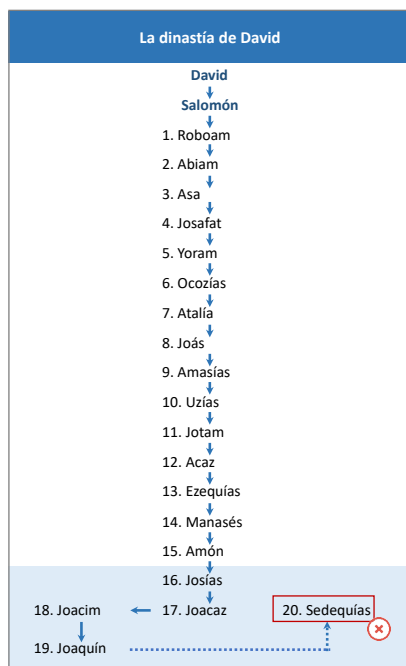 La dinastía de David
David
Salomón
1. Roboam
2. Abiam
3. Asa
4. Josafat
5. Yoram
6. Ocozías
7. Atalía
8. Joás
9. Amasías
10. Uzías
11. Jotam
12. Acaz
13. Ezequías
14. Manasés
15. Amón
16. Josías
18. Joacim 17. Joacaz 20. Sedequías
19. Joaquín